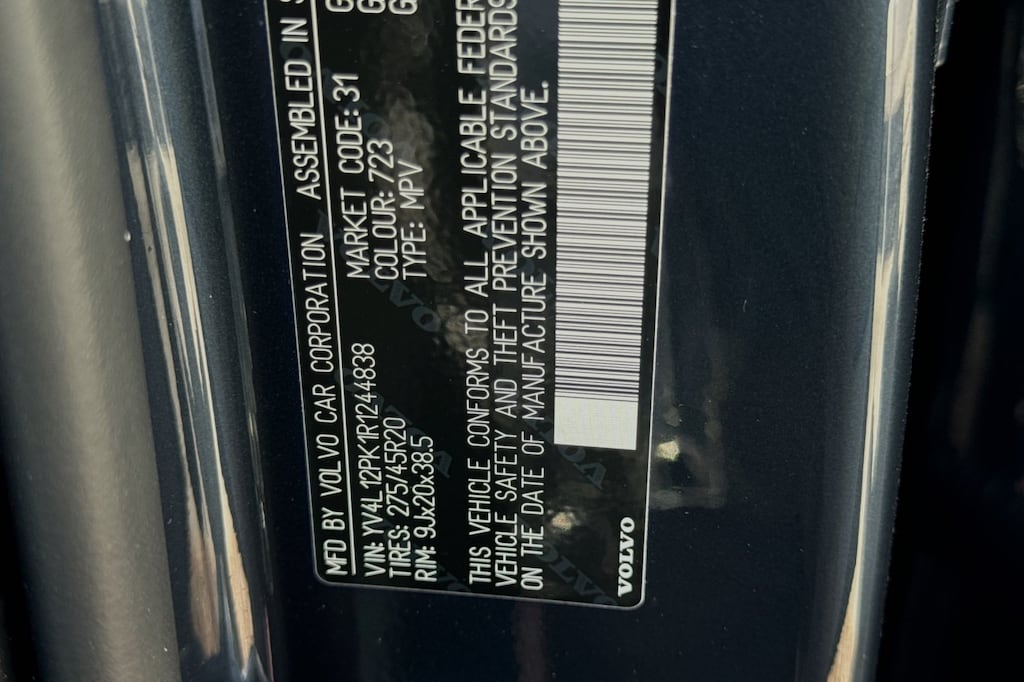 MFD BY VOLVO CAR CORPORATION ASSEMBLED IN
VIN: YV4L12PK1R1244838
TIRES: 275/45R20
RIM: 9Jx20x38.5
MARKET CODE: 31
COLOUR: 723
TYPE: MPV
THIS VEHICLE CONFORMS TO ALL APPLICABLE FEDER
VEHICLE SAFETY AND THEFT PREVENTION STANDARDS
ON THE DATE OF MANUFACTURE SHOWN ABOVE.
VOLVO